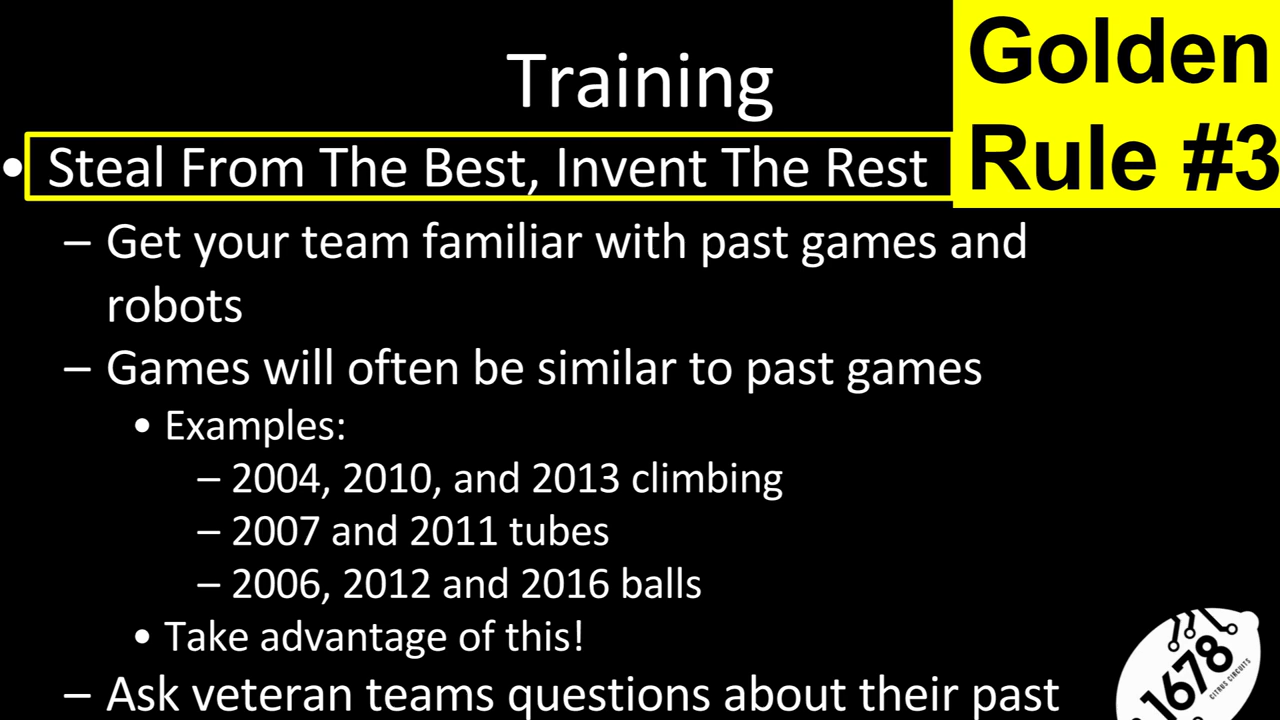 Training
Golden
Rule #3
• Steal From The Best, Invent The Rest
– Get your team familiar with past games and
robots
– Games will often be similar to past games
• Examples:
– 2004, 2010, and 2013 climbing
– 2007 and 2011 tubes
– 2006, 2012 and 2016 balls
• Take advantage of this!
– Ask veteran teams questions about their past
1678
CITRUS CIRCUITS